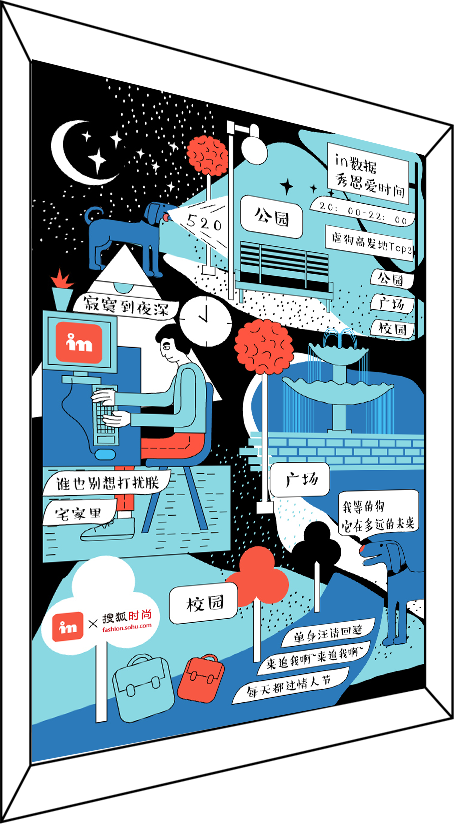 in数据
秀恩爱时间
20：00-22：00
虐狗高发地Top3
公园
广场
校园
520
公园
寂寞到夜深
in
谁也别想打扰朕
宅家里
广场
我等的狗
它在多远的未来
校园
in × 搜狐时尚
fashion.sohu.com
单身汪请回避
来追我啊~来追我啊~
每天都过情人节